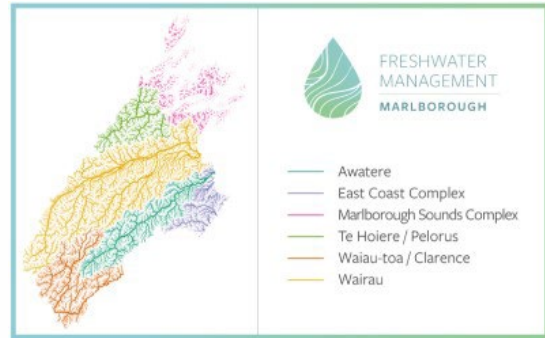 FRESHWATER
MANAGEMENT
MARLBOROUGH
Awatere
East Coast Complex
Marlborough Sounds Complex
Te Hoiere / Pelorus
Waiau-toa / Clarence
Wairau